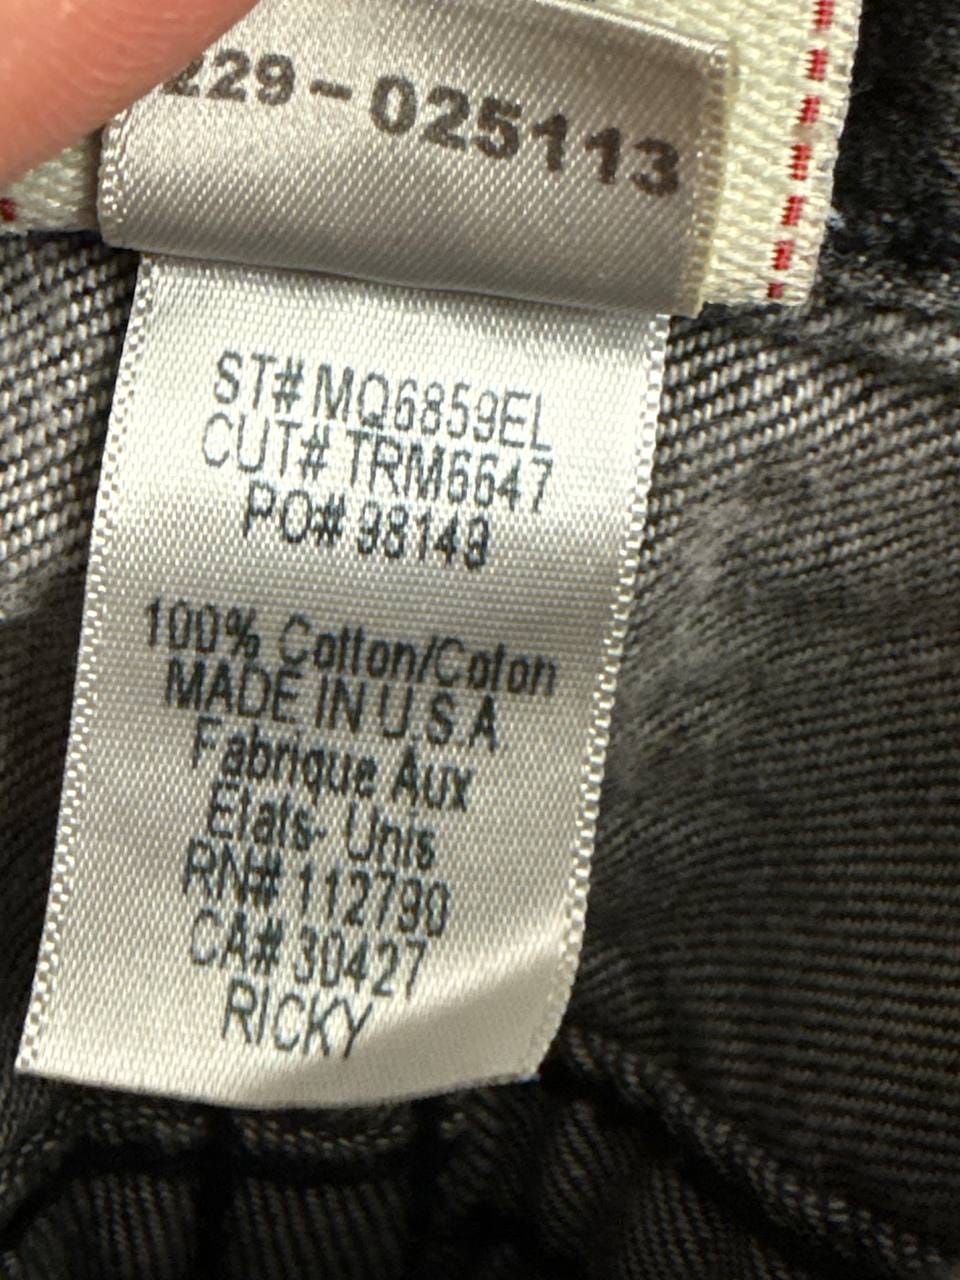 229-025113
ST# MQ6859EL
CUT# TRM6647
PO# 98149
100% Cotton/Coton
MADE IN U.S.A
Fabrique Aux
Etats- Unis
RN# 112790
CA# 30427
RICKY